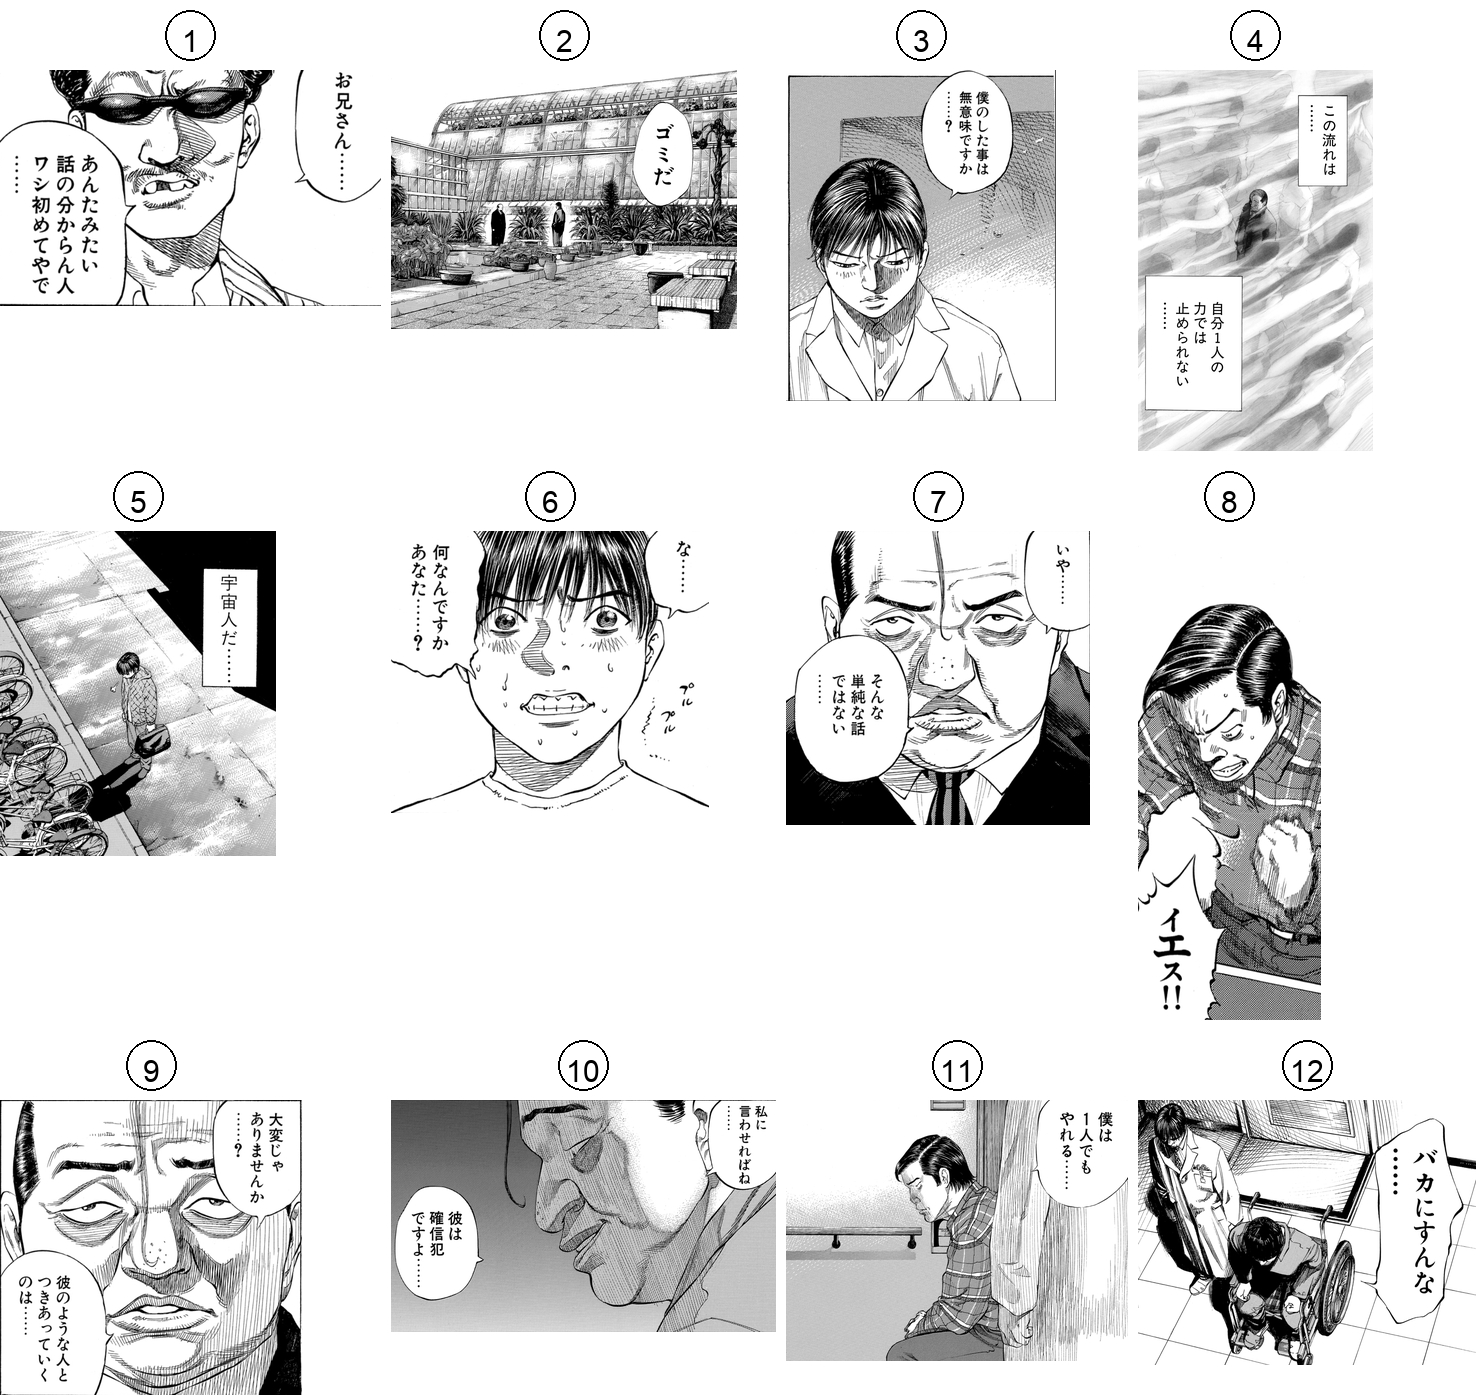 1
お兄さん……
あんたみたい
話の分からん人
ワシ初めてやで
……
2
ゴミだ
3
僕のした事は
無意味ですか
……？
4
この流れは
……
自分1人の
力では
止められない
……
5
宇宙人だ……
6
な……
何なんですか
あなた……？
プル
プル
7
いや……
そんな
単純な話
ではない
……
8
イエス!!
9
大変じゃ
ありませんか
……？
彼のような人と
つきあっていく
のは……
10
私に
言わせればね
……
彼は
確信犯
ですよ……
11
僕は
1人でも
やれる……
12
バカにすんな
……